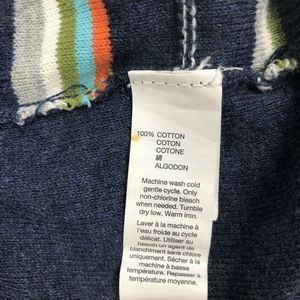 100% COTTON
COTON
COTONE
綿
ALGODON
Machine wash cold
gentle cycle. Only
non-chlorine bleach
when needed. Tumble
dry low. Warm iron.
Laver à la machine à
l'eau froide au cycle
délicat. Utiliser au
besoin un agent de
blanchiment sans chlore
uniquement. Sécher à la
machine à basse
température. Repasser à
température moyenne.